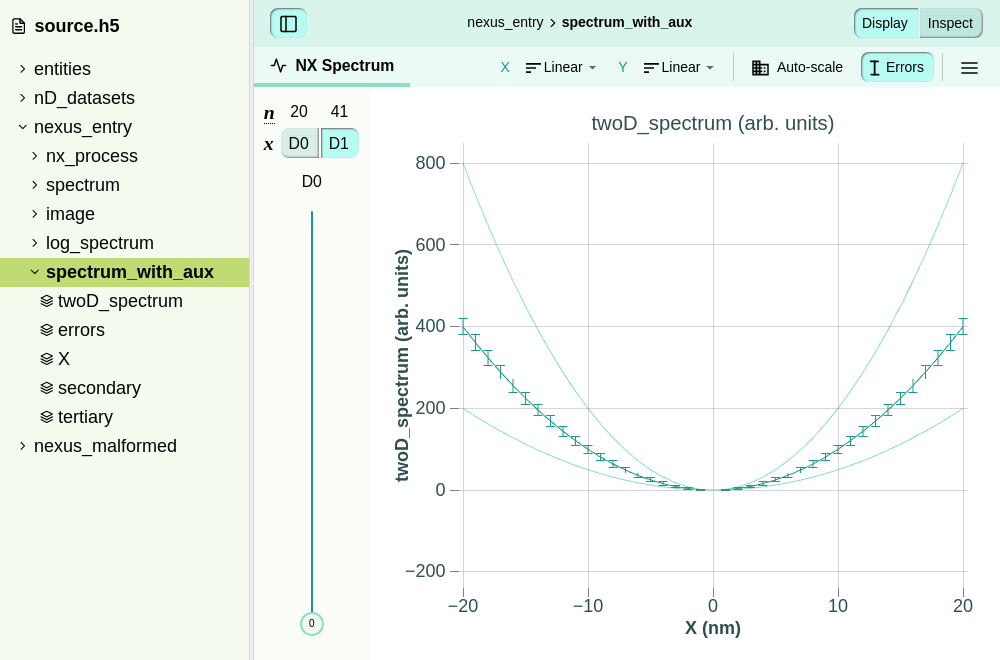 source.h5
entities
nD_datasets
nexus_entry
nx_process
spectrum
image
log_spectrum
spectrum_with_aux
twoD_spectrum
errors
X
secondary
tertiary
nexus_malformed
nexus_entry › spectrum_with_aux
Display Inspect
NX Spectrum
X Linear Y Linear Auto-scale Errors
n 20 41
x D0 D1
D0
0
twoD_spectrum (arb. units)
800
600
400
200
0
−200
twoD_spectrum (arb. units)
−20 −10 0 10 20
X (nm)